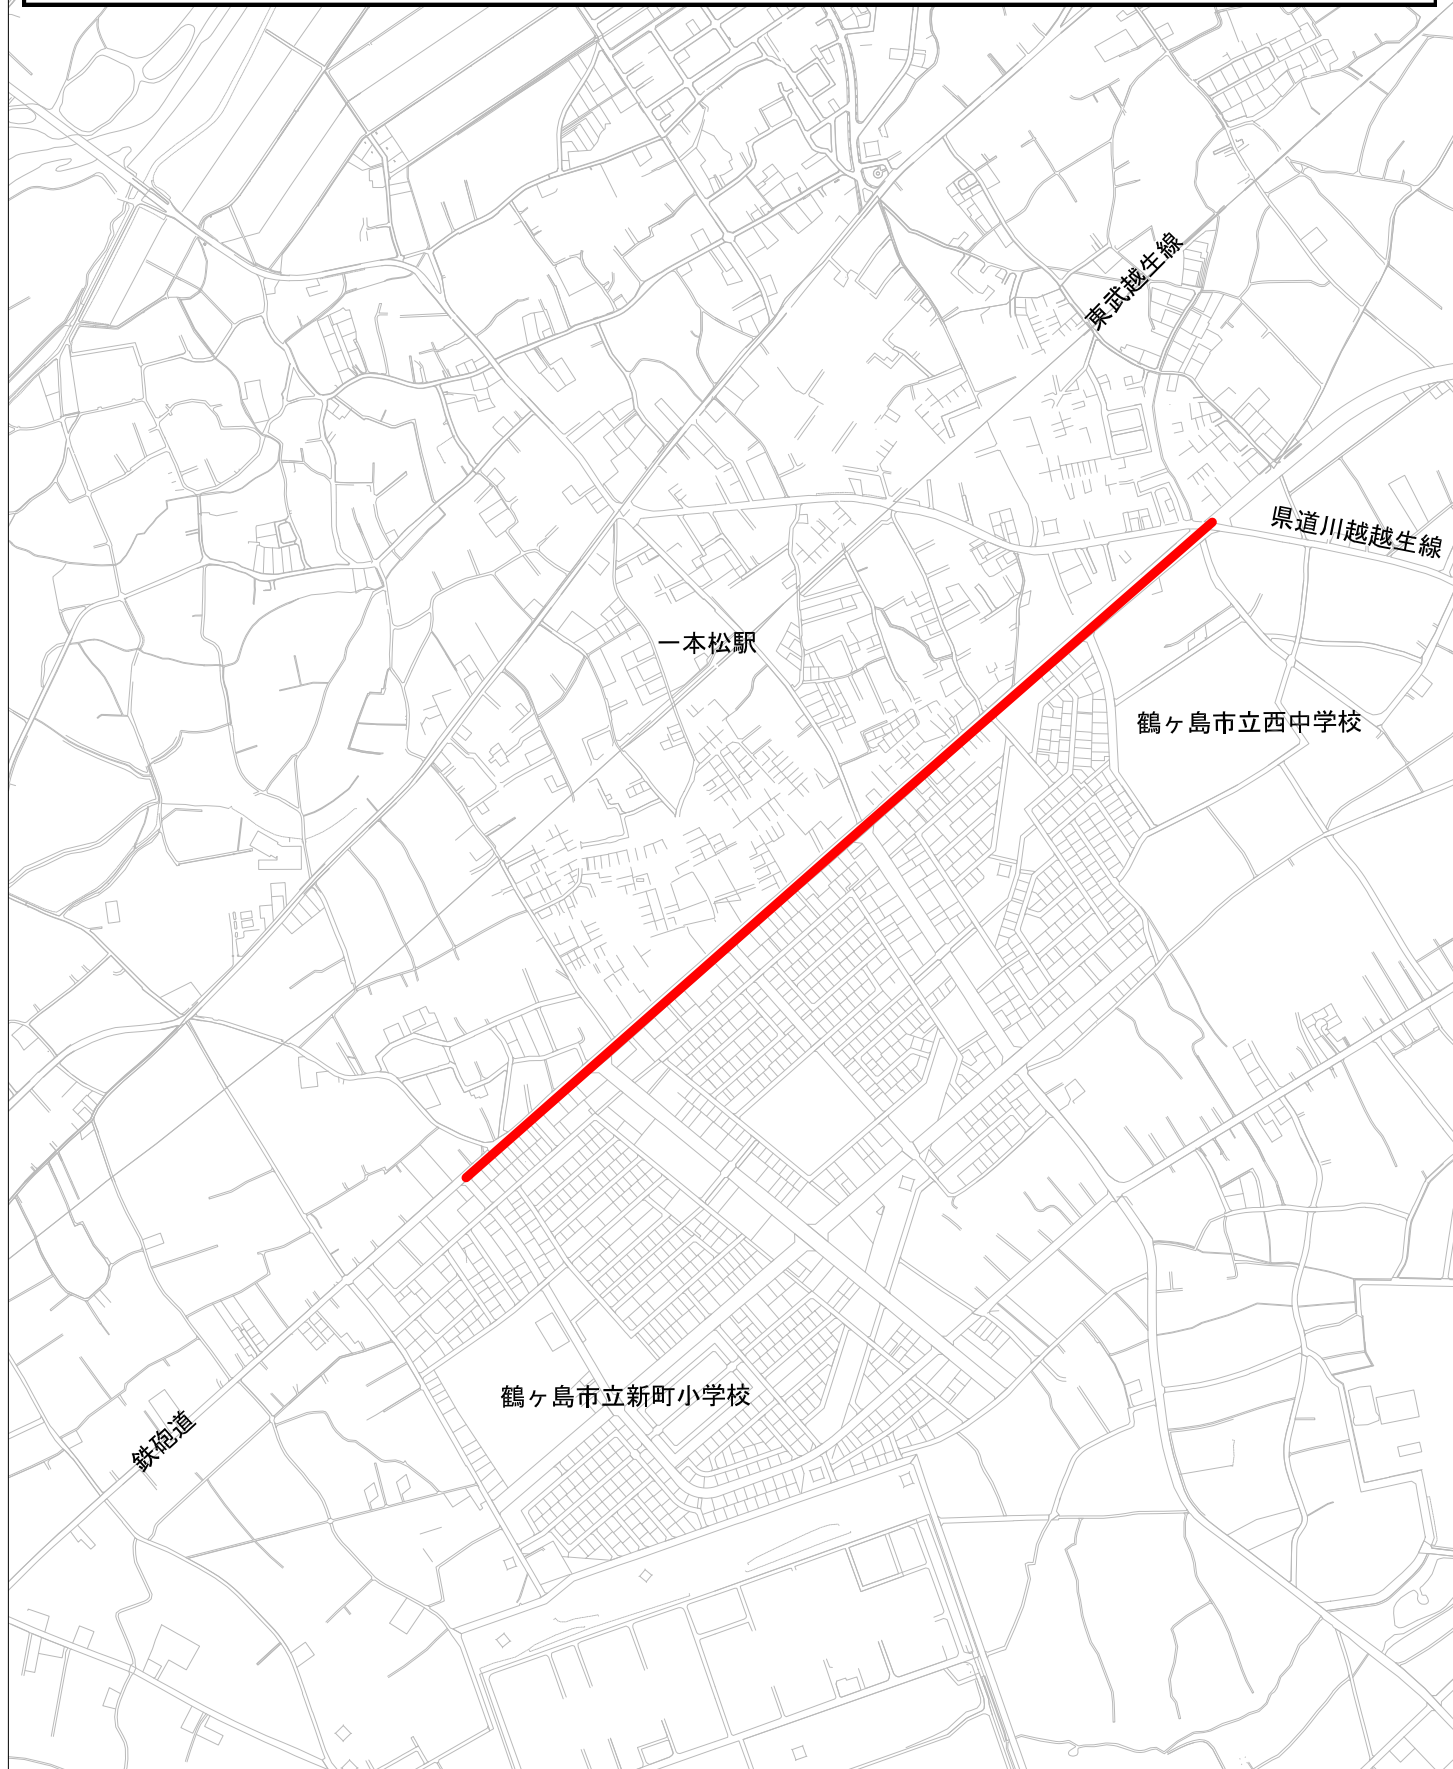 東武越生線
県道川越越生線
一本松駅
鶴ヶ島市立西中学校
鶴ヶ島市立新町小学校
鉄砲道